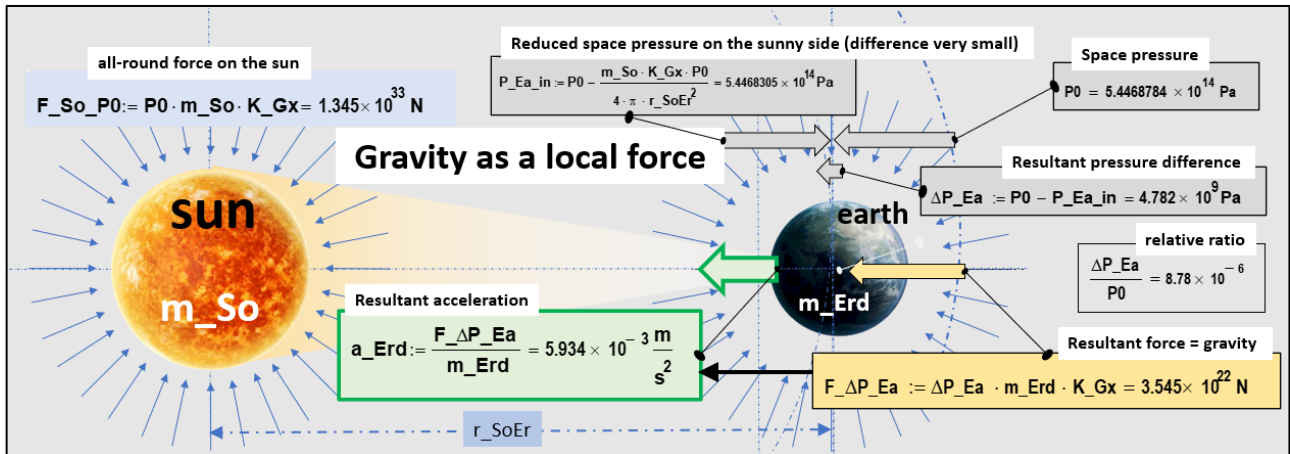 all-round force on the sun
F_So_P0:= P0 · m_So · K_Gx = 1.345× 10^33 N
Reduced space pressure on the sunny side (difference very small)
P_Ea_in := P0 − (m_So · K_Gx · P0) / (4 · π · r_SoEr^2) = 5.4468305 × 10^14 Pa
Space pressure
P0 = 5.4468784 × 10^14 Pa
Gravity as a local force
Resultant pressure difference
ΔP_Ea := P0 − P_Ea_in = 4.782 × 10^9 Pa
sun
earth
relative ratio
ΔP_Ea / P0 = 8.78 × 10^−6
m_So
m_Erd
Resultant acceleration
a_Erd:= F_ΔP_Ea / m_Erd = 5.934 × 10^−3 m / s^2
Resultant force = gravity
F_ΔP_Ea := ΔP_Ea · m_Erd · K_Gx = 3.545× 10^22 N
r_SoEr